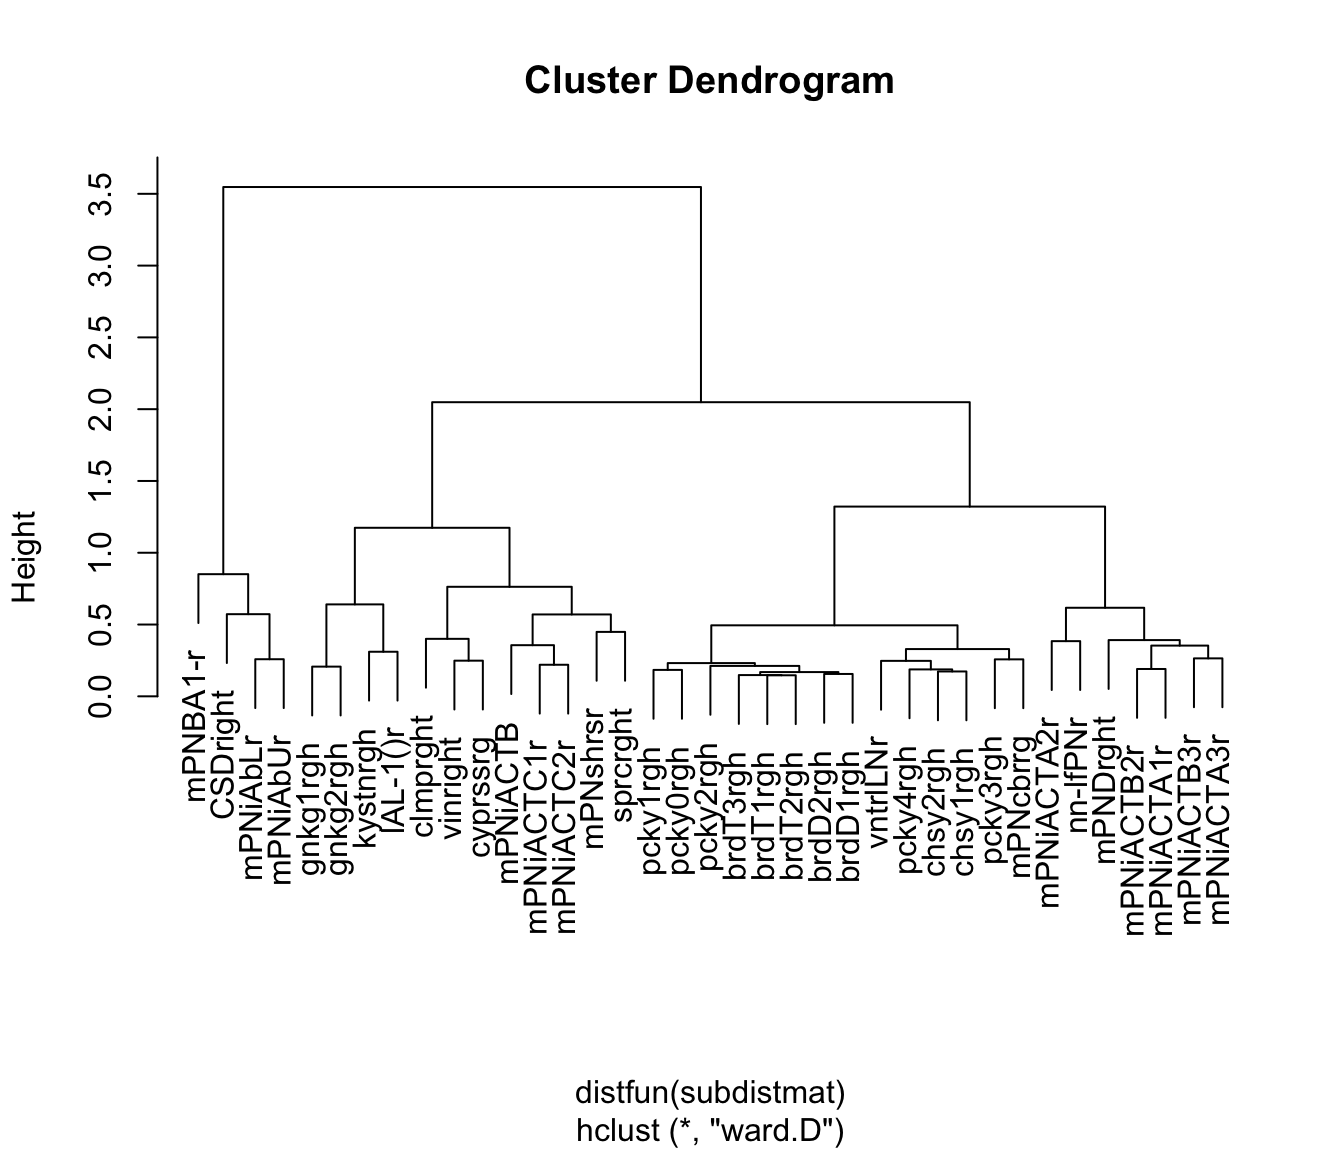 Cluster Dendrogram
Height
3.5
3.0
2.5
2.0
1.5
1.0
0.5
0.0
mPNBA1-r
CSDright
mPNiAbLr
mPNiAbUr
gnkg1rgh
gnkg2rgh
kystnrgh
lAL-1()r
clmprght
vinright
cyprssrg
mPNiACTB
mPNiACTC1r
mPNiACTC2r
mPNshrsr
sprcrght
pcky1rgh
pcky0rgh
pcky2rgh
brdT3rgh
brdT1rgh
brdT2rgh
brdD2rgh
brdD1rgh
vntrlLNr
pcky4rgh
chsy2rgh
chsy1rgh
pcky3rgh
mPNcbrrg
mPNiACTA2r
nn-lfPNr
mPNDrght
mPNiACTB2r
mPNiACTA1r
mPNiACTB3r
mPNiACTA3r
distfun(subdistmat)
hclust (*, "ward.D")